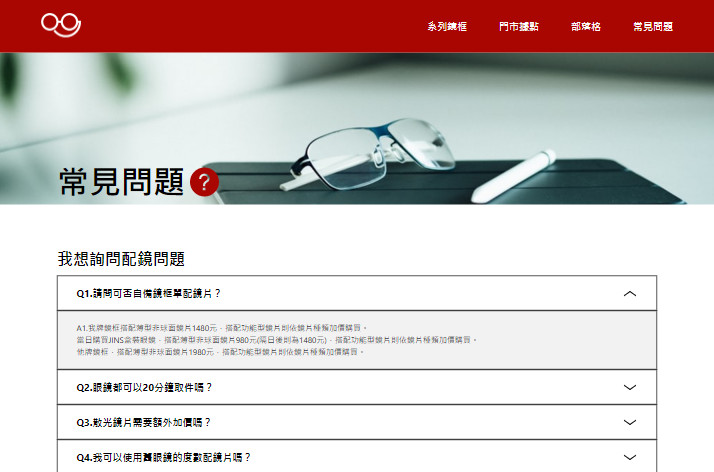 系列鏡框
門市據點
部落格
常見問題
常見問題?
我想詢問配鏡問題
Q1.請問可否自備鏡框單配鏡片？
A1.我牌鏡框搭配薄型非球面鏡片1480元，搭配功能型鏡片則依鏡片種類加價購買。
當日購買JINS盒裝眼鏡，搭配薄型非球面鏡片980元(隔日後則為1480元)，搭配功能型鏡片則依鏡片種類加價購買。
他牌鏡框，搭配薄型非球面鏡片1980元，搭配功能型鏡片則依鏡片種類加價購買。
Q2.眼鏡都可以20分鐘取件嗎？
Q3.散光鏡片需要額外加價嗎？
Q4.我可以使用舊眼鏡的度數配鏡片嗎？